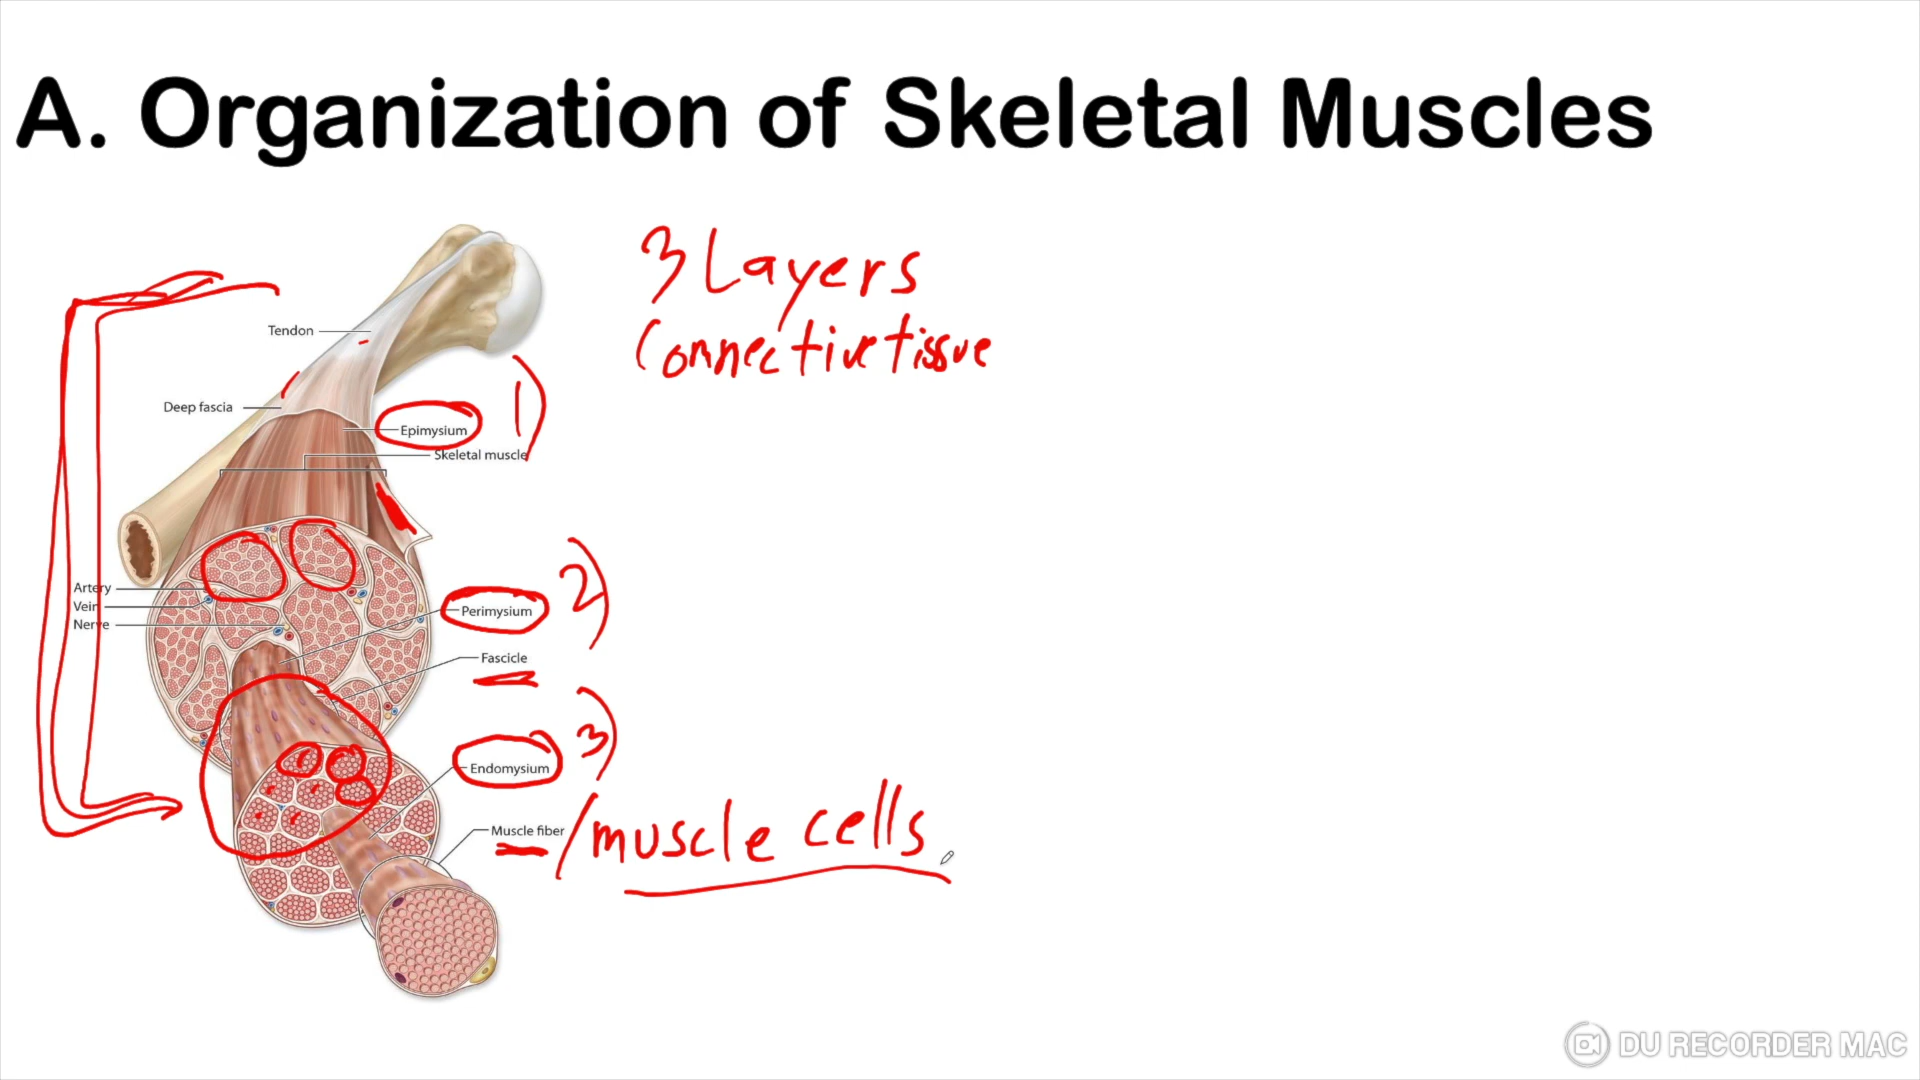 A. Organization of Skeletal Muscles
3 Layers
Connective tissue
Tendon
Deep fascia
1)
Epimysium
Skeletal muscle
Artery
Vein
Nerve
2)
Perimysium
Fascicle
3)
Endomysium
Muscle fiber / muscle cells.
DU RECORDER MAC